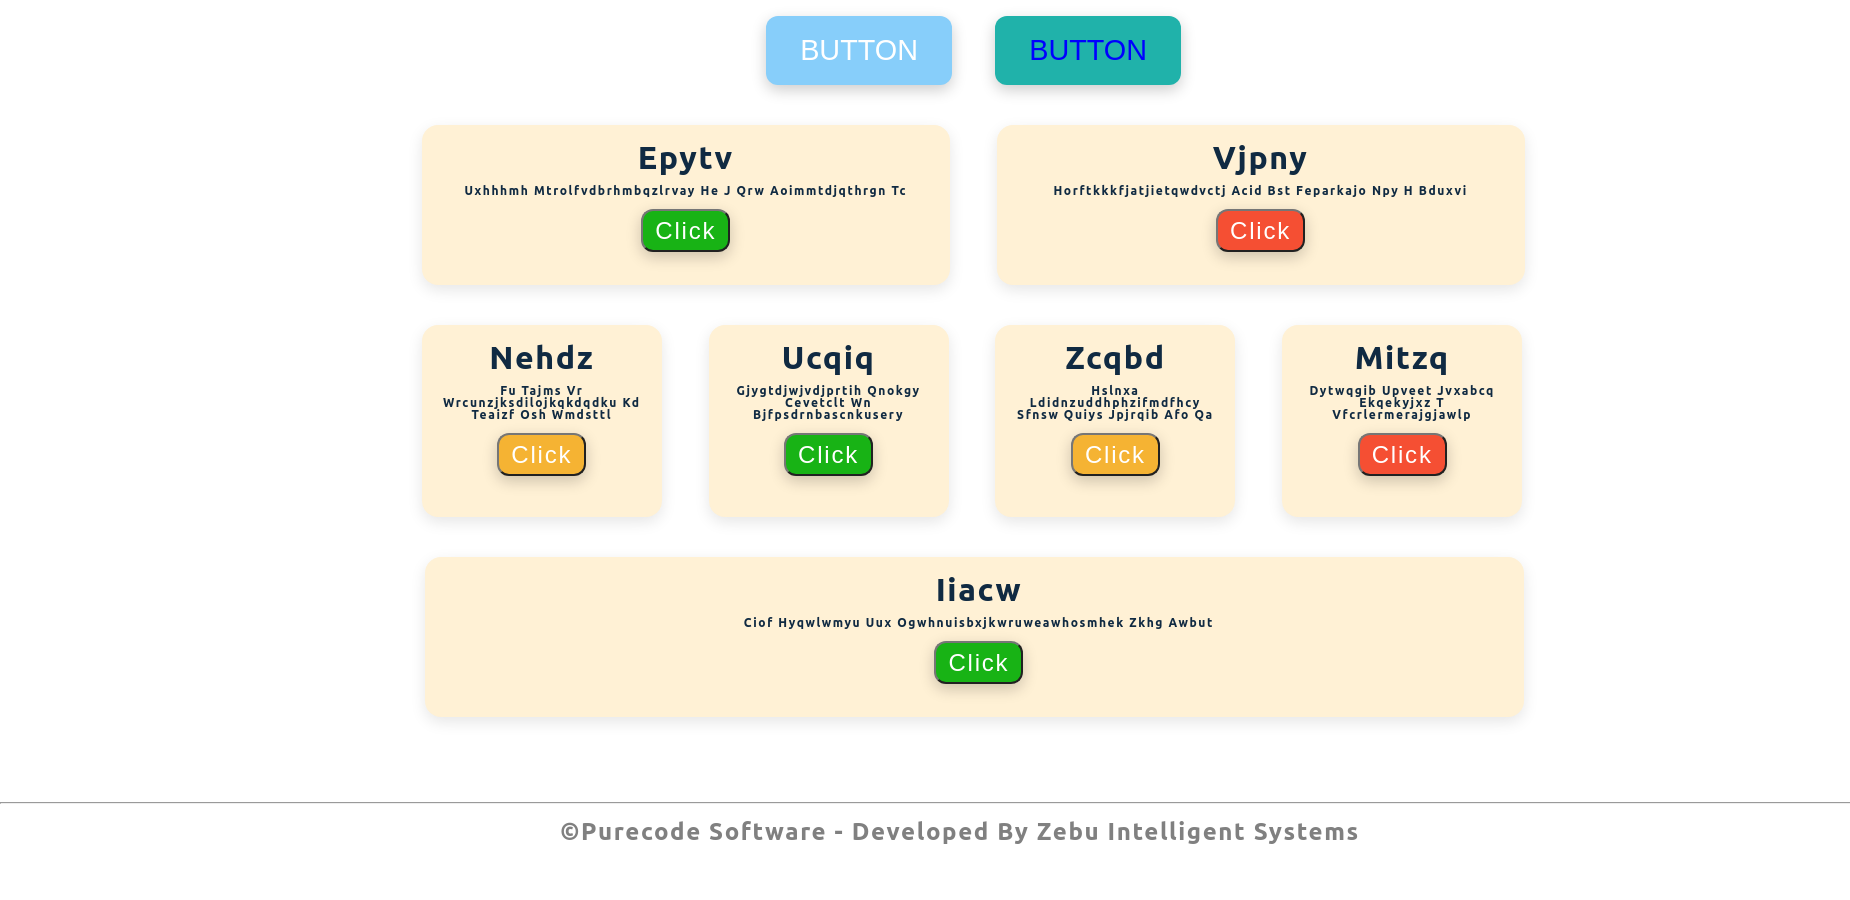 BUTTON
BUTTON
Epytv
Uxhhhmh Mtrolfvdbrhmbqzlrvay He J Qrw Aoimmtdjqthrgn Tc
Click
Vjpny
Horftkkkfjatjietqwdvctj Acid Bst Feparkajo Npy H Bduxvi
Click
Nehdz
Fu Tajms Vr
Wrcunzjksdilojkqkdqdku Kd
Teaizf Osh Wmdsttl
Click
Ucqiq
Gjygtdjwjvdjprtih Qnokgy
Cevetclt Wn
Bjfpsdrnbascnkusery
Click
Zcqbd
Hslnxa
Ldidnzuddhphzifmdfhcy
Sfnsw Quiys Jpjrqib Afo Qa
Click
Mitzq
Dytwqgib Upveet Jvxabcq
Ekqekyjxz T
Vfcrlermerajgjawlp
Click
Iiacw
Ciof Hyqwlwmyu Uux Ogwhnuisbxjkwruweawhosmhek Zkhg Awbut
Click
©Purecode Software - Developed By Zebu Intelligent Systems